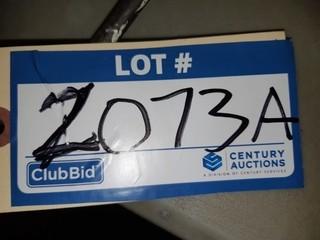 LOT #
2073A
ClubBid
CENTURY
AUCTIONS
A DIVISION OF CENTURY SERVICES